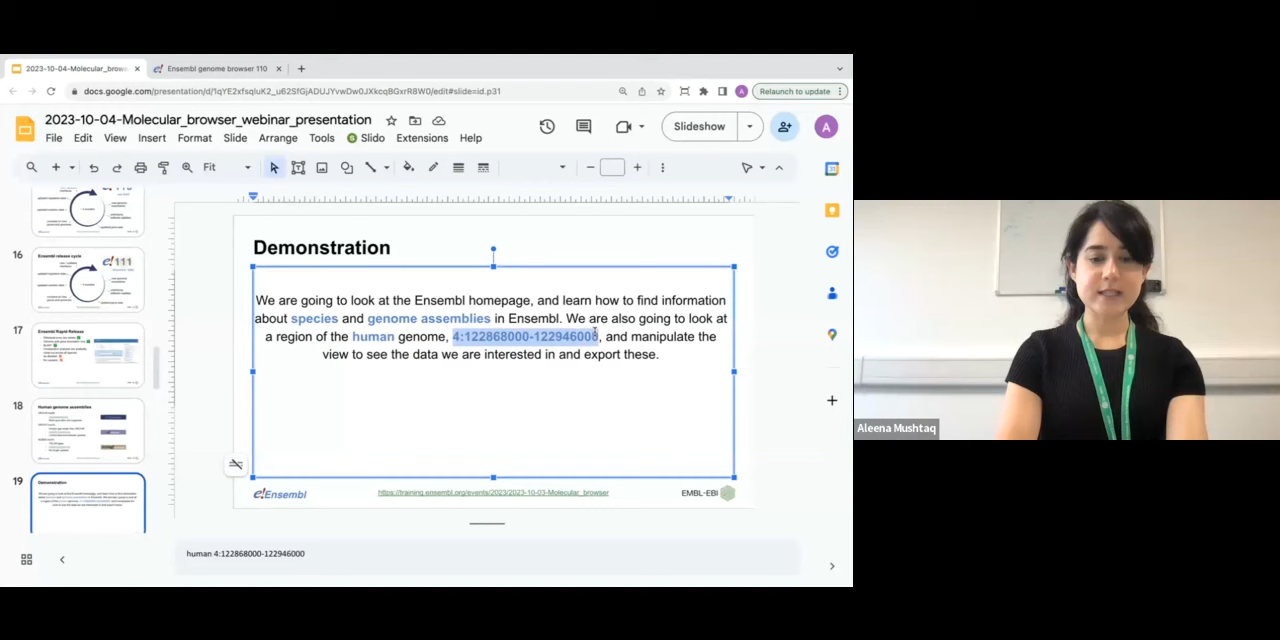 2023-10-04-Molecular_brows
Ensembl genome browser 110
docs.google.com/presentation/d/1qYE2xfsqluK2_u62SfGjADUJYvwDw0JXkcqBGxrR8W0/edit#slide=id.p31
A
Relaunch to update
2023-10-04-Molecular_browser_webinar_presentation
File Edit View Insert Format Slide Arrange Tools Slido Extensions Help
Slideshow
A
Fit
16
Ensembl release cycle
e!111
17
Ensembl Rapid Release
18
Human genome assemblies
19
Demonstration
Demonstration
We are going to look at the Ensembl homepage, and learn how to find information
about species and genome assemblies in Ensembl. We are also going to look at
a region of the human genome, 4:122868000-122946000, and manipulate the
view to see the data we are interested in and export these.
e!Ensembl
https://training.ensembl.org/events/2023/2023-10-03-Molecular_browser
EMBL-EBI
human 4:122868000-122946000
Aleena Mushtaq